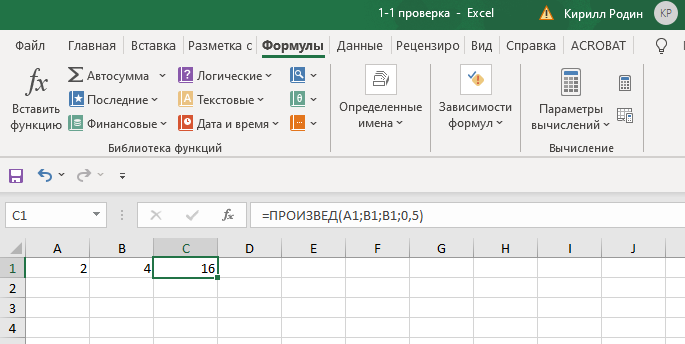 1-1 проверка - Excel
Кирилл Родин
КР
Файл Главная Вставка Разметка с Формулы Данные Рецензиро Вид Справка ACROBAT
fx
Вставить функцию
Σ Автосумма
Последние
Финансовые
Логические
Текстовые
Дата и время
θ
Библиотека функций
Определенные имена
Зависимости формул
Параметры вычислений
Вычисление
C1
fx
=ПРОИЗВЕД(A1;B1;B1;0,5)
A B C D E F G H I J
1 2 4 16
2
3
4